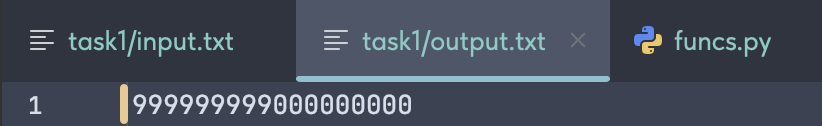 task1/input.txt
task1/output.txt
funcs.py
1 999999999000000000